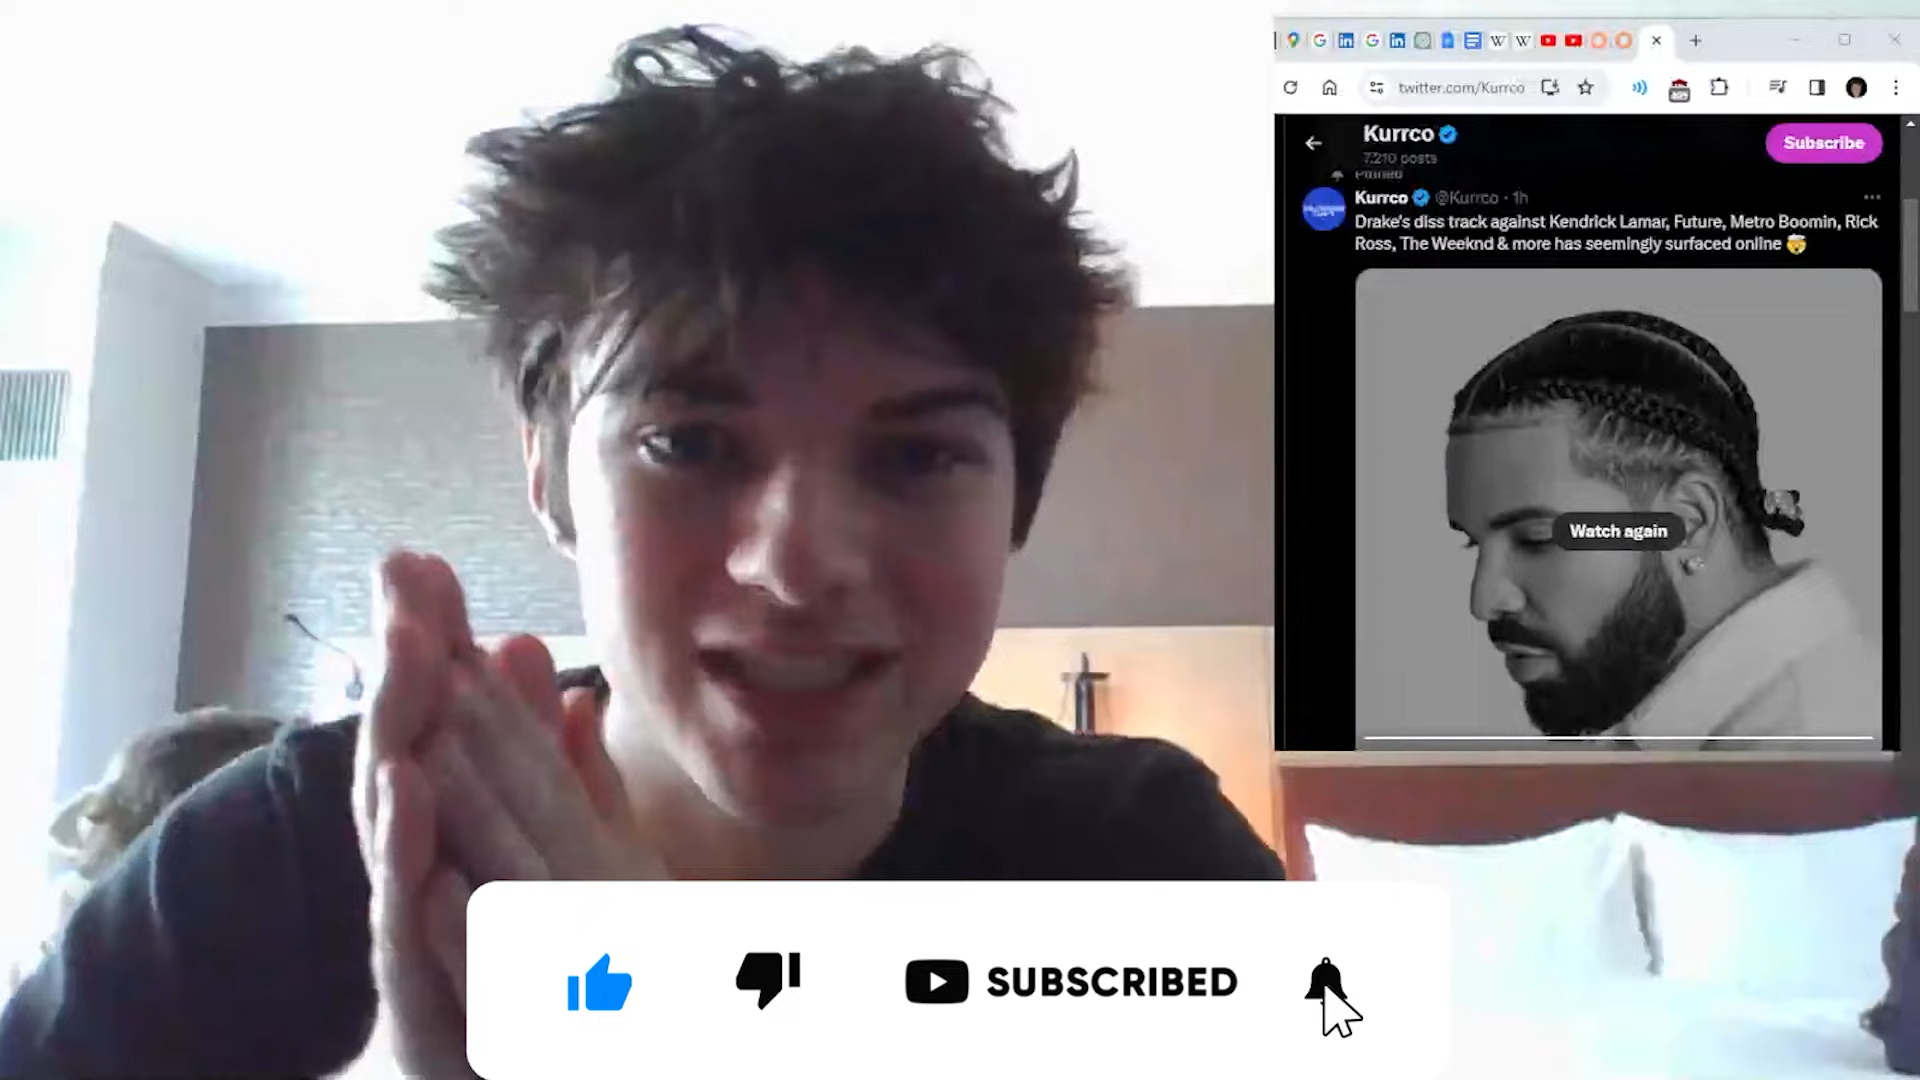 twitter.com/Kurrco
Kurrco
7,210 posts
Subscribe
Pinned
Kurrco @Kurrco · 1h
Drake's diss track against Kendrick Lamar, Future, Metro Boomin, Rick
Ross, The Weeknd & more has seemingly surfaced online 🤯
Watch again
SUBSCRIBED